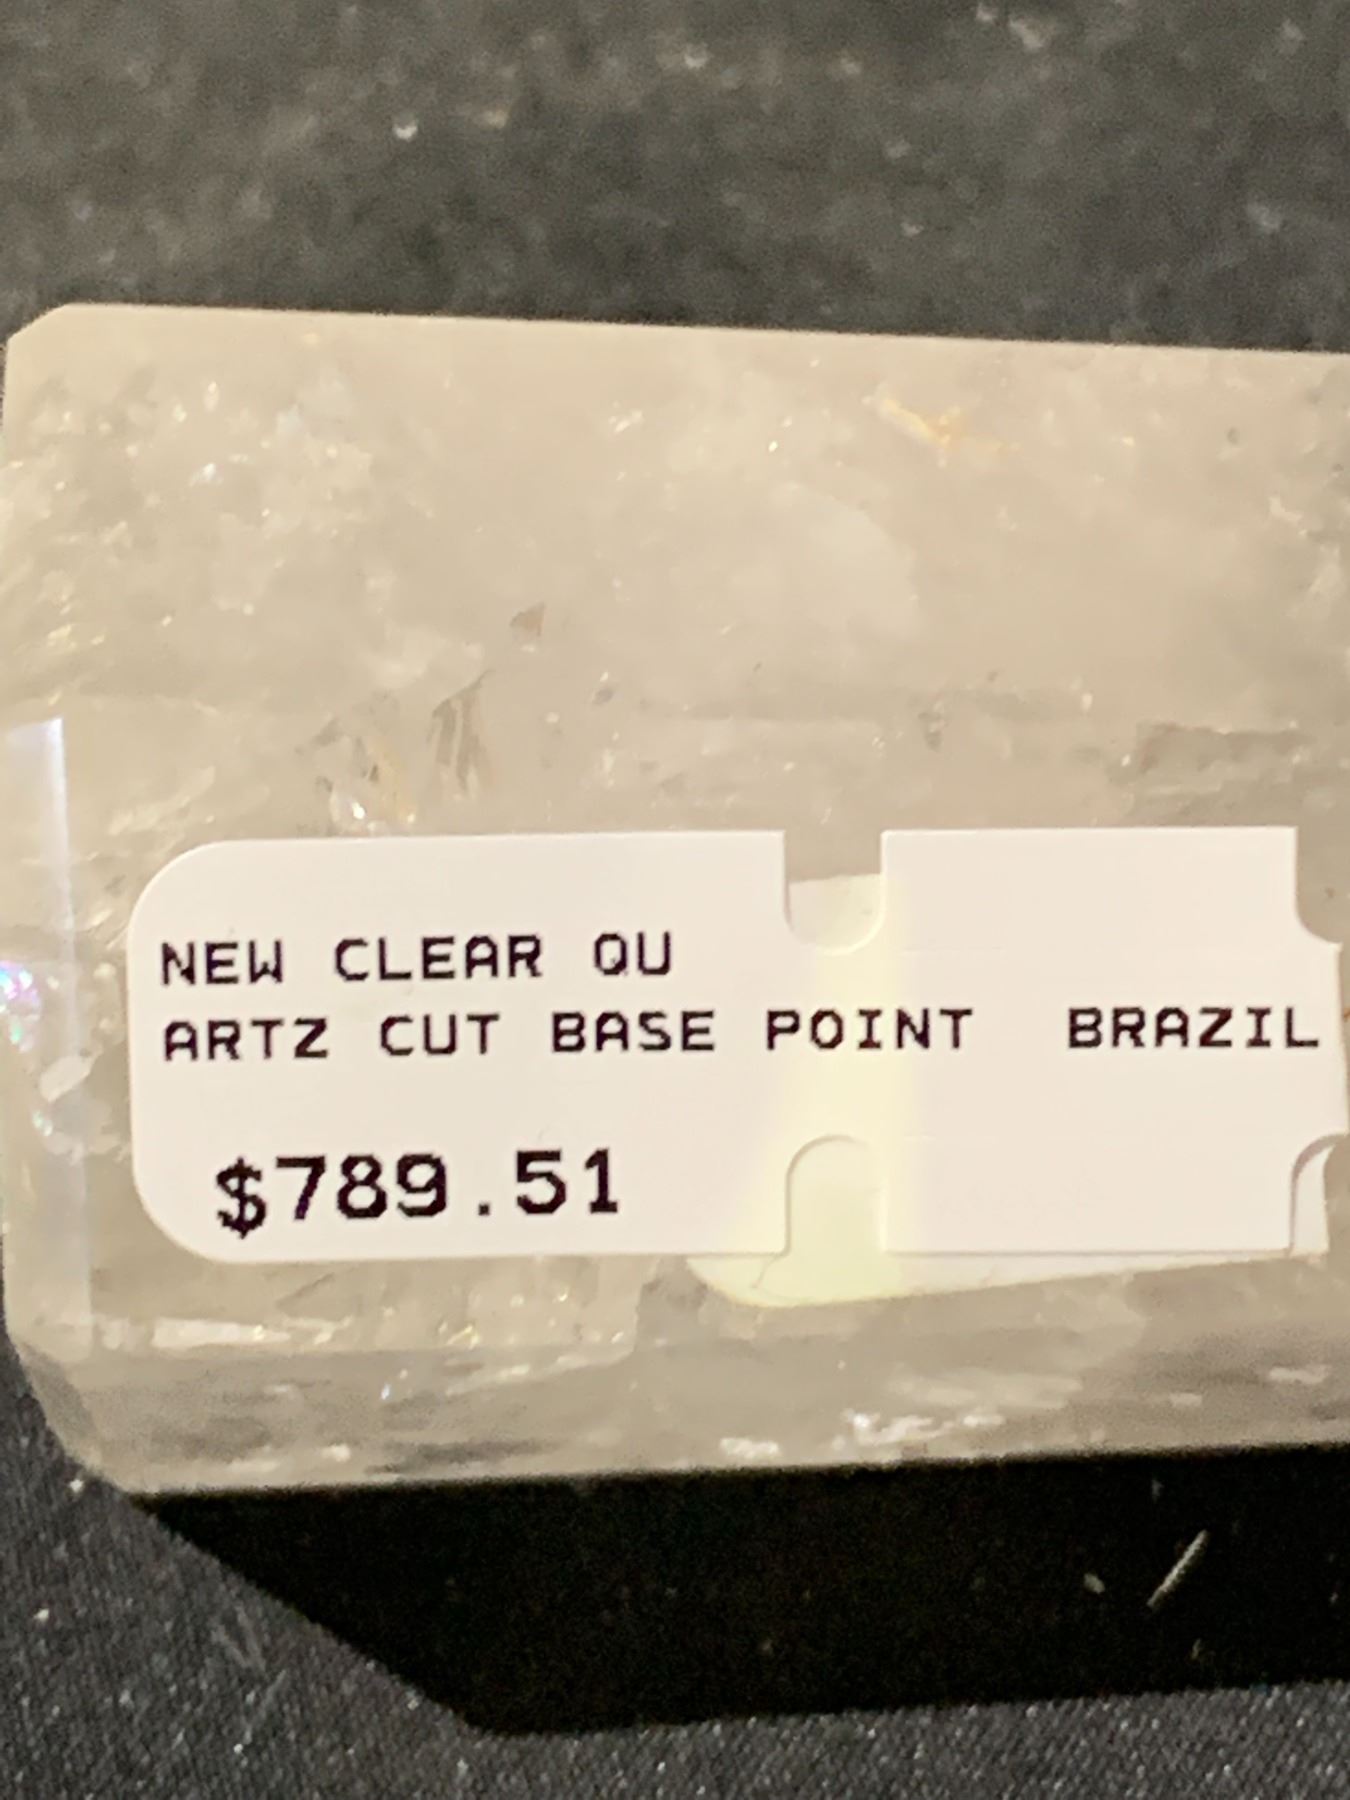 NEW CLEAR QU
ARTZ CUT BASE POINT BRAZIL
$789.51